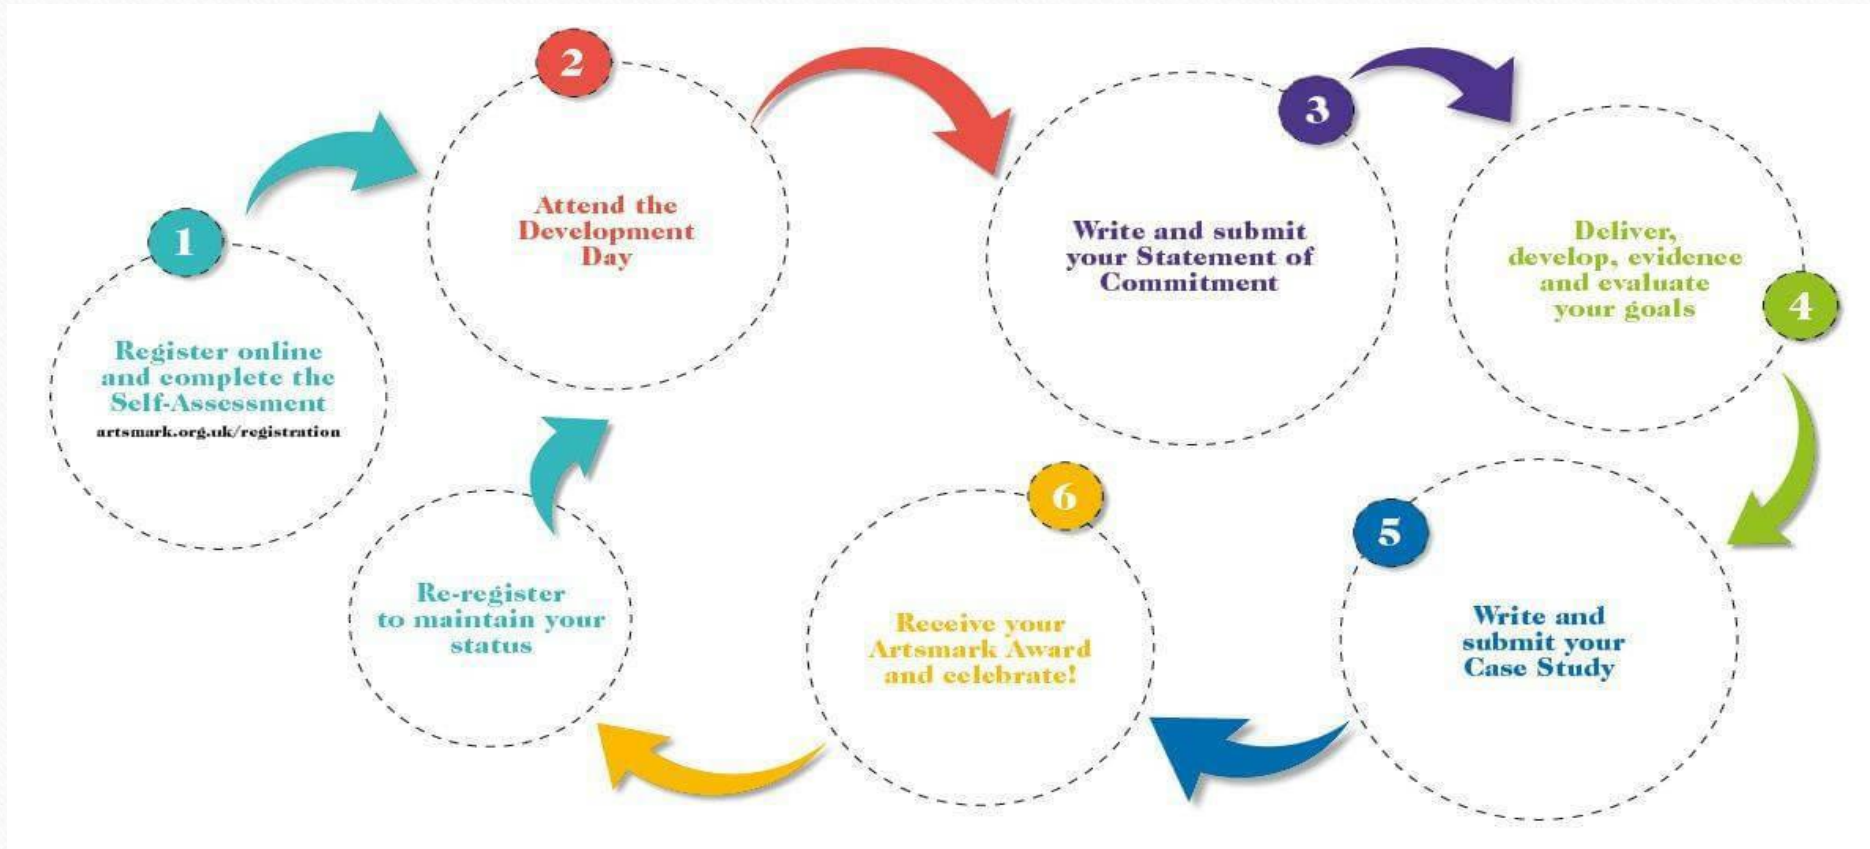 1
Register online
and complete the
Self-Assessment
artsmark.org.uk/registration
2
Attend the
Development
Day
3
Write and submit
your Statement of
Commitment
4
Deliver,
develop, evidence
and evaluate
your goals
5
Write and
submit your
Case Study
6
Receive your
Artsmark Award
and celebrate!
Re-register
to maintain your
status